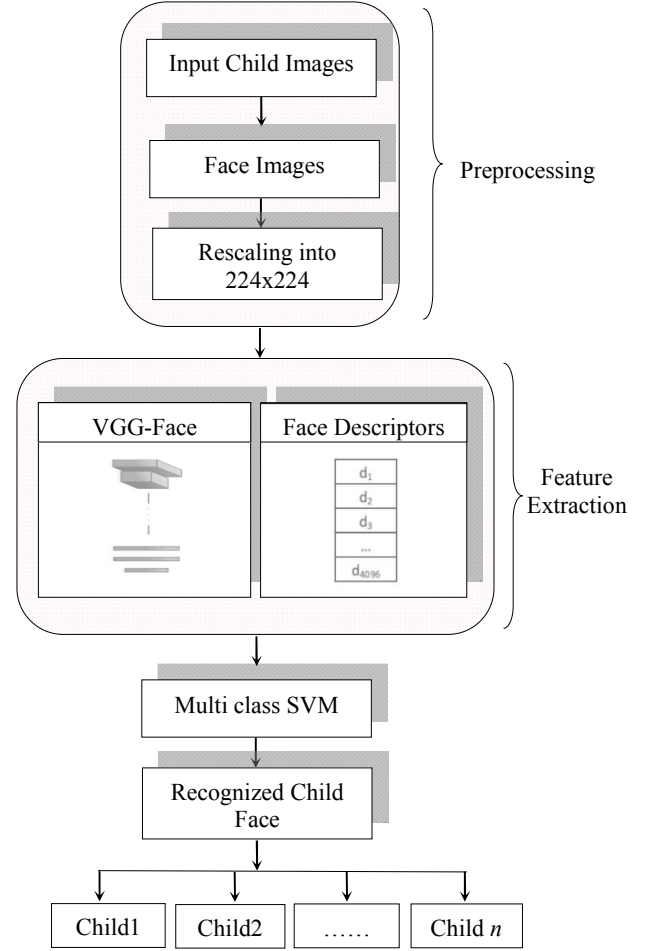 Input Child Images
Face Images
Rescaling into
224x224
Preprocessing
VGG-Face
Face Descriptors
d1
d2
d3
...
d4096
Feature
Extraction
Multi class SVM
Recognized Child
Face
Child1
Child2
……
Child n